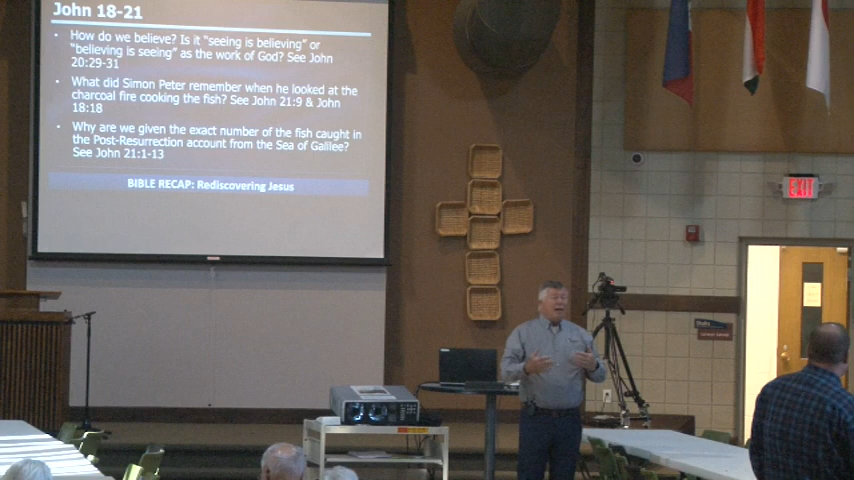 John 18-21
• How do we believe? Is it "seeing is believing" or
"believing is seeing" as the work of God? See John
20:29-31
• What did Simon Peter remember when he looked at the
charcoal fire cooking the fish? See John 21:9 & John
18:18
• Why are we given the exact number of the fish caught in
the Post-Resurrection account from the Sea of Galilee?
See John 21:1-13
BIBLE RECAP: Rediscovering Jesus
EXIT